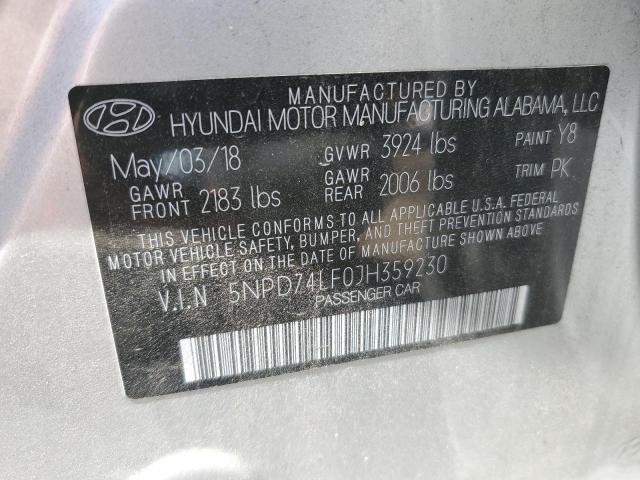 MANUFACTURED BY
HYUNDAI MOTOR MANUFACTURING ALABAMA, LLC
May/03/18 GVWR 3924 lbs PAINT Y8
GAWR FRONT 2183 lbs GAWR REAR 2006 lbs TRIM PK
THIS VEHICLE CONFORMS TO ALL APPLICABLE U.S.A. FEDERAL
MOTOR VEHICLE SAFETY, BUMPER, AND THEFT PREVENTION STANDARDS
IN EFFECT ON THE DATE OF MANUFACTURE SHOWN ABOVE.
V.I.N 5NPD74LF0JH359230
PASSENGER CAR